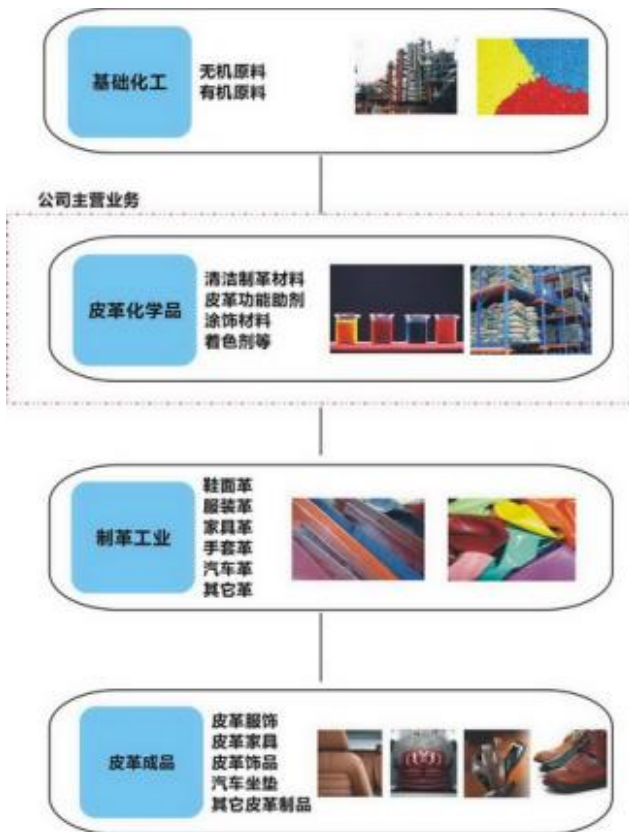 基础化工
无机原料
有机原料
公司主营业务
皮革化学品
清洁制革材料
皮革功能助剂
涂饰材料
着色剂等
制革工业
鞋面革
服装革
家具革
手套革
汽车革
其它革
皮革成品
皮革服饰
皮革家具
皮革饰品
汽车坐垫
其它皮革制品